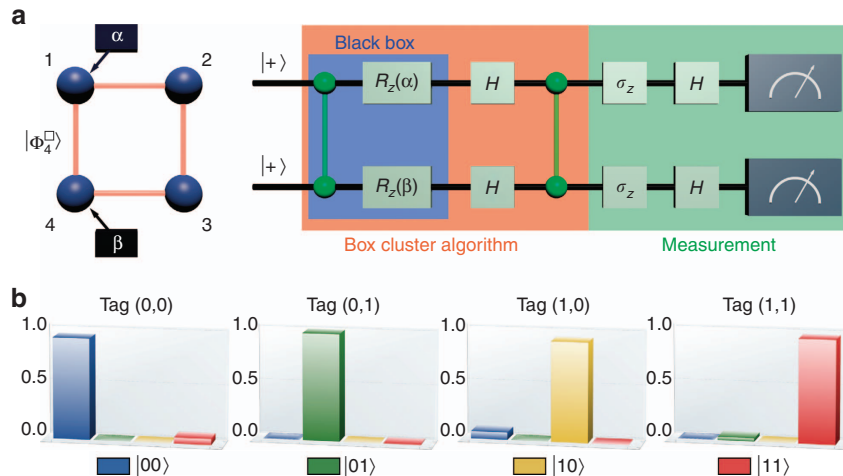 a
α
1
2
|Φ₄□⟩
4
3
β
Black box
|+⟩
Rz(α)
H
σz
H
|+⟩
Rz(β)
H
σz
H
Box cluster algorithm
Measurement
b
Tag (0,0)
Tag (0,1)
Tag (1,0)
Tag (1,1)
1.0
0.5
0.0
1.0
0.5
0.0
1.0
0.5
0.0
1.0
0.5
0.0
|00⟩
|01⟩
|10⟩
|11⟩